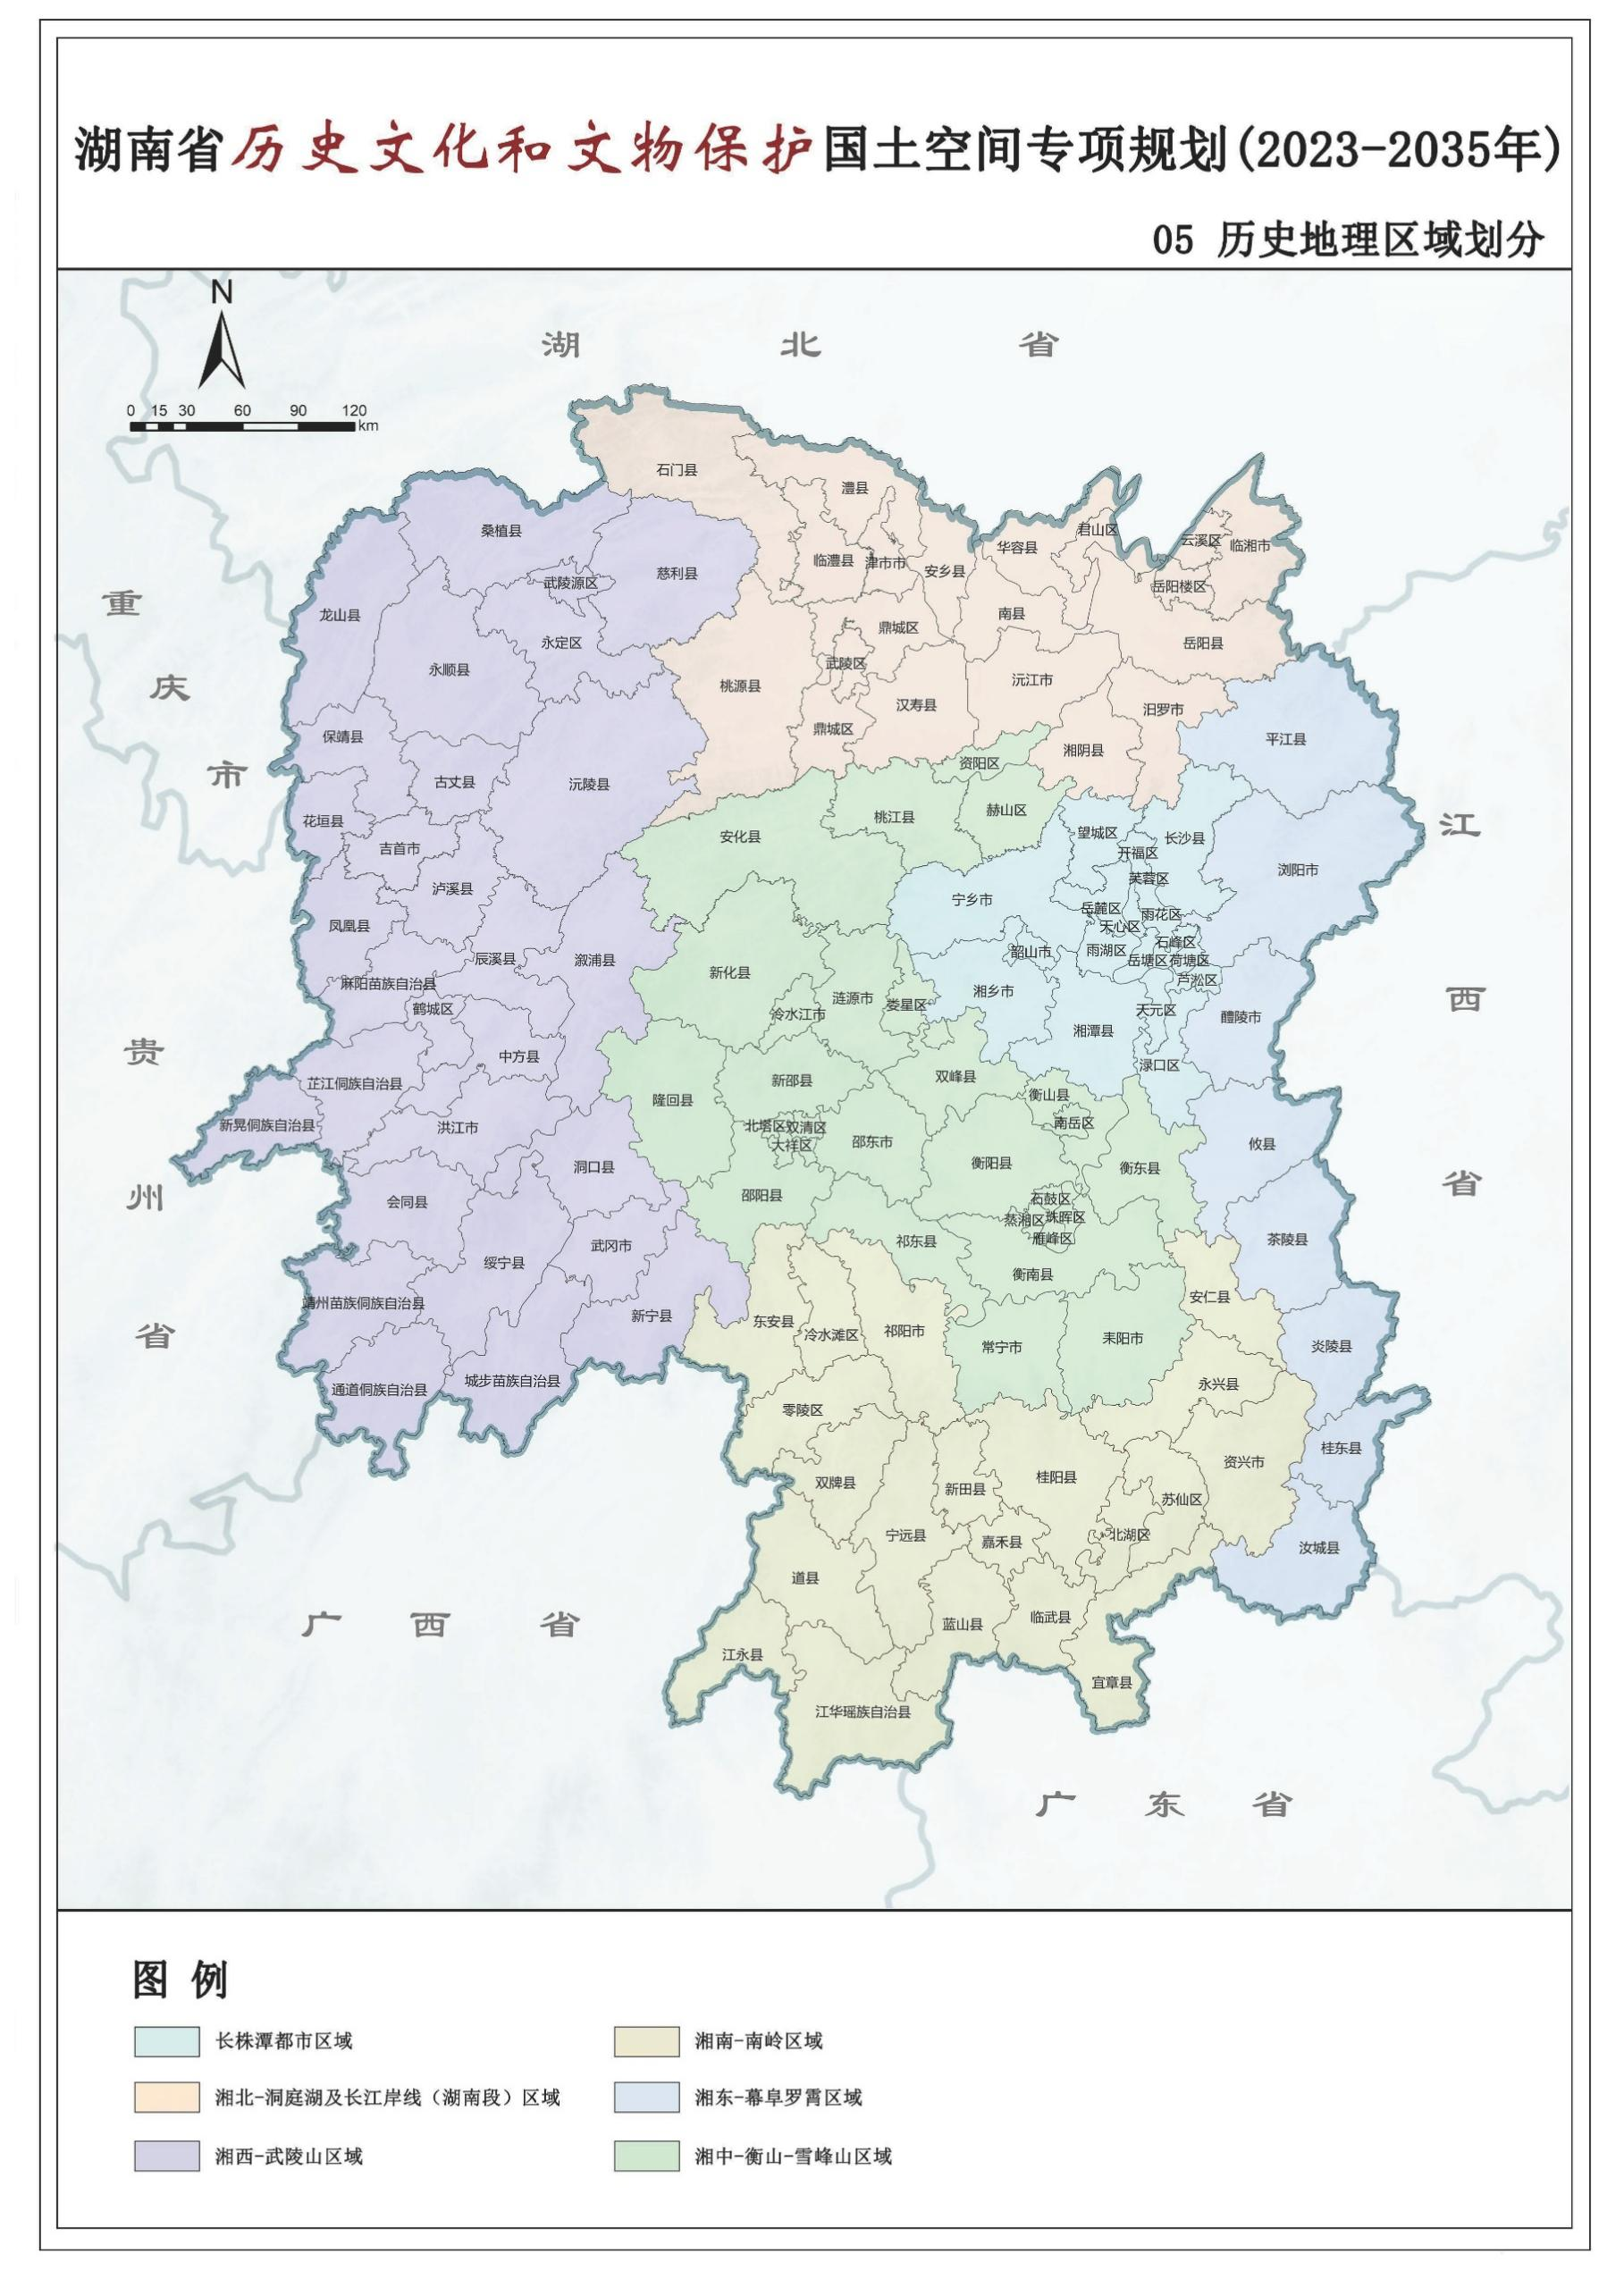 湖南省历史文化和文物保护国土空间专项规划(2023-2035年)
05 历史地理区域划分
N
0 15 30 60 90 120
km
湖 北 省
重 庆 市
贵 州 省
广 西 省
广 东 省
江 西 省
石门县
澧县
桑植县
君山区
华容县
云溪区
临湘市
临澧县
津市市
安乡县
慈利县
武陵源区
岳阳楼区
龙山县
南县
鼎城区
永定区
岳阳县
武陵区
永顺县
沅江市
桃源县
汉寿县
汨罗市
鼎城区
保靖县
平江县
湘阴县
资阳区
古丈县
沅陵县
赫山区
桃江县
花垣县
望城区
长沙县
安化县
吉首市
开福区
浏阳市
芙蓉区
泸溪县
宁乡市
岳麓区
雨花区
凤凰县
天心区
石峰区
韶山市
雨湖区
辰溪县
溆浦县
岳塘区
荷塘区
新化县
芦淞区
麻阳苗族自治县
湘乡市
涟源市
娄星区
鹤城区
冷水江市
天元区
醴陵市
湘潭县
中方县
渌口区
双峰县
新邵县
芷江侗族自治县
衡山县
隆回县
新晃侗族自治县
南岳区
洪江市
北塔区
双清区
邵东市
大祥区
攸县
衡阳县
洞口县
衡东县
邵阳县
石鼓区
会同县
蒸湘区
珠晖区
雁峰区
祁东县
茶陵县
武冈市
绥宁县
衡南县
安仁县
靖州苗族侗族自治县
新宁县
东安县
冷水滩区
祁阳市
耒阳市
常宁市
炎陵县
城步苗族自治县
永兴县
通道侗族自治县
零陵区
桂东县
资兴市
桂阳县
双牌县
新田县
苏仙区
宁远县
北湖区
嘉禾县
汝城县
道县
临武县
蓝山县
江永县
宜章县
江华瑶族自治县
图 例
长株潭都市区域
湘南-南岭区域
湘北-洞庭湖及长江岸线（湖南段）区域
湘东-幕阜罗霄区域
湘西-武陵山区域
湘中-衡山-雪峰山区域